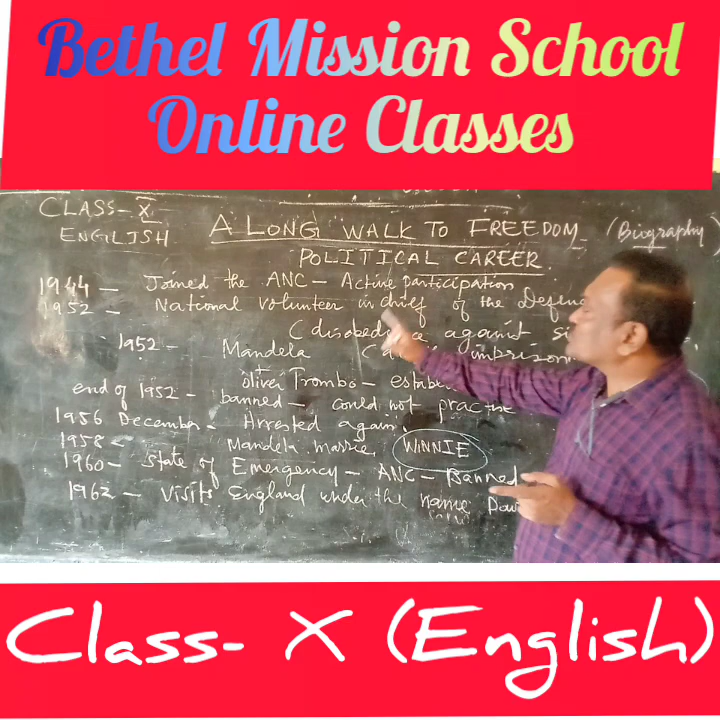 Bethel Mission School
Online Classes
CLASS-X.
ENGLISH
A LONG WALK TO FREEDOM (Biography)
POLITICAL CAREER.
1944 - Joined the ANC - Active participation
1952 - National volunteer in chief of the
against
1952 - Mandela
+
oliver Trombo -
end of 1952 - banned - could not practise
1956 December - Arrested again.
1958 - Mandela WINNIE
1960 - State of Emergency - ANC - Banned
1962 - Visits England under the name
Class- X (English)